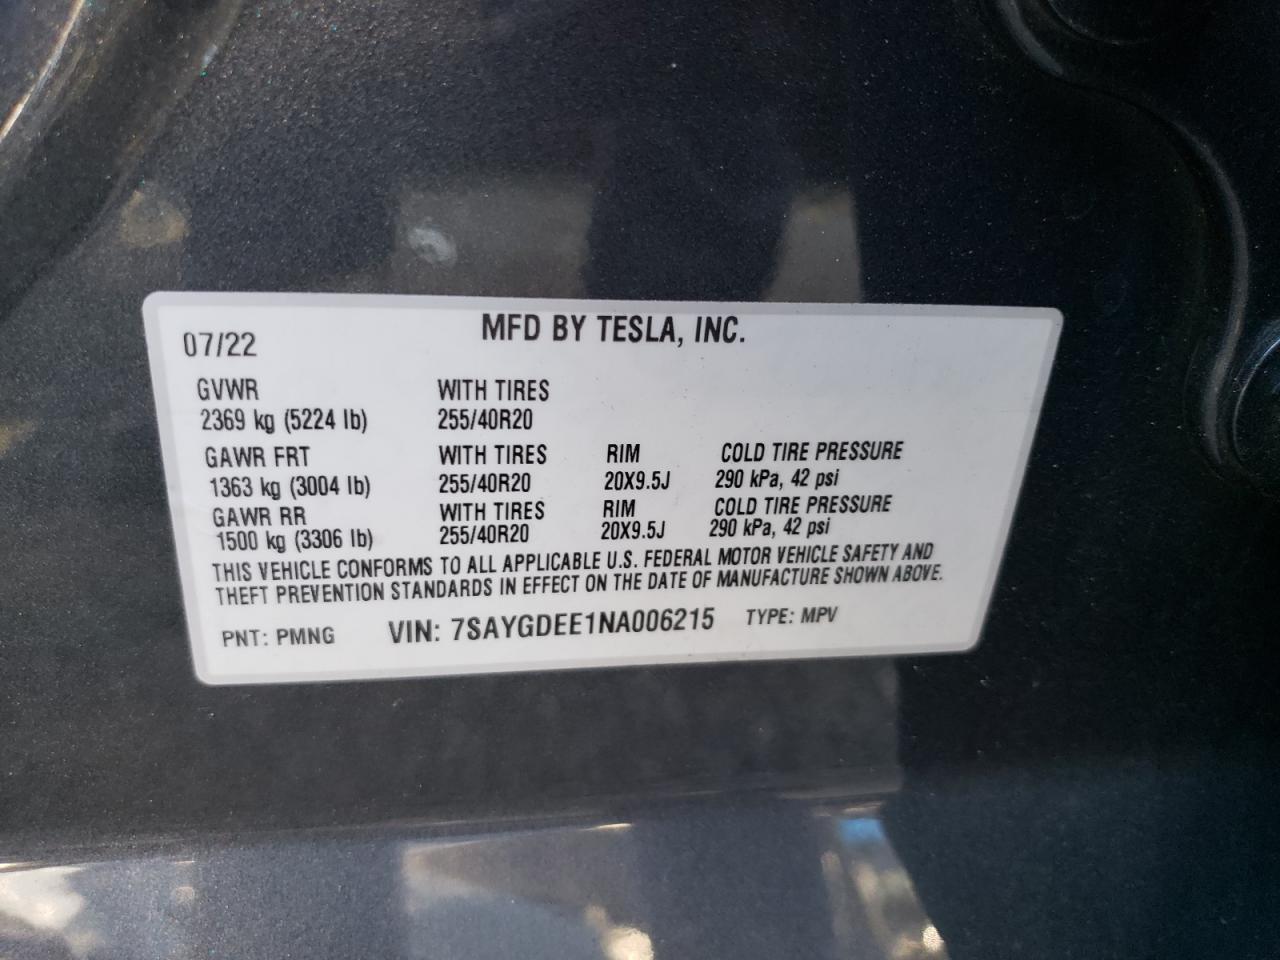 MFD BY TESLA, INC.
07/22
GVWR WITH TIRES
2369 kg (5224 lb) 255/40R20
GAWR FRT WITH TIRES RIM COLD TIRE PRESSURE
1363 kg (3004 lb) 255/40R20 20X9.5J 290 kPa, 42 psi
GAWR RR WITH TIRES RIM COLD TIRE PRESSURE
1500 kg (3306 lb) 255/40R20 20X9.5J 290 kPa, 42 psi
THIS VEHICLE CONFORMS TO ALL APPLICABLE U.S. FEDERAL MOTOR VEHICLE SAFETY AND
THEFT PREVENTION STANDARDS IN EFFECT ON THE DATE OF MANUFACTURE SHOWN ABOVE.
PNT: PMNG VIN: 7SAYGDEE1NA006215 TYPE: MPV